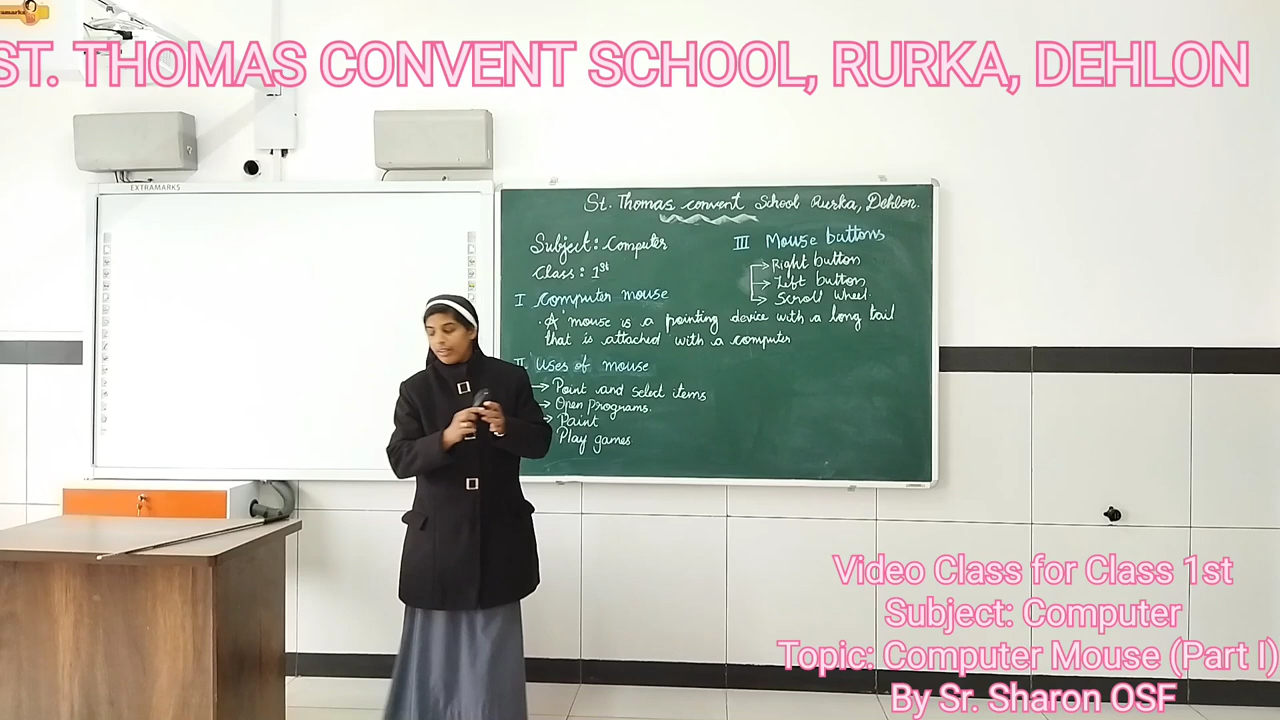 ST. THOMAS CONVENT SCHOOL, RURKA, DEHLON
EXTRAMARKS
St. Thomas convent School Rurka, Dehlon.
Subject: Computer
Class: 1st
I Computer mouse
. A mouse is a pointing device with a long tail
that is attached with a computer
II. Uses of mouse
→ Point and select items
→ Open programs.
→ Paint
Play games
III Mouse buttons
→ Right button
→ Left button
→ Scroll wheel.
Video Class for Class 1st
Subject: Computer
Topic: Computer Mouse (Part I)
By Sr. Sharon OSF